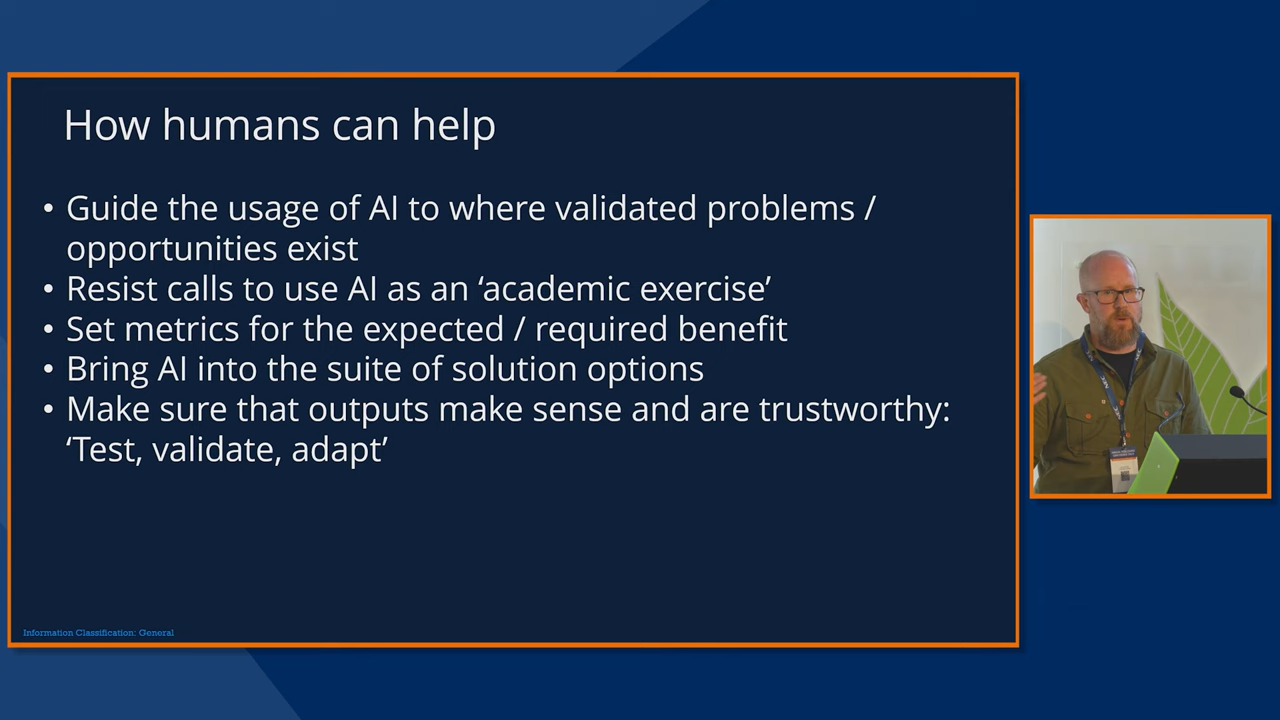 How humans can help
• Guide the usage of AI to where validated problems /
opportunities exist
• Resist calls to use AI as an ‘academic exercise’
• Set metrics for the expected / required benefit
• Bring AI into the suite of solution options
• Make sure that outputs make sense and are trustworthy:
‘Test, validate, adapt’
Information Classification: General